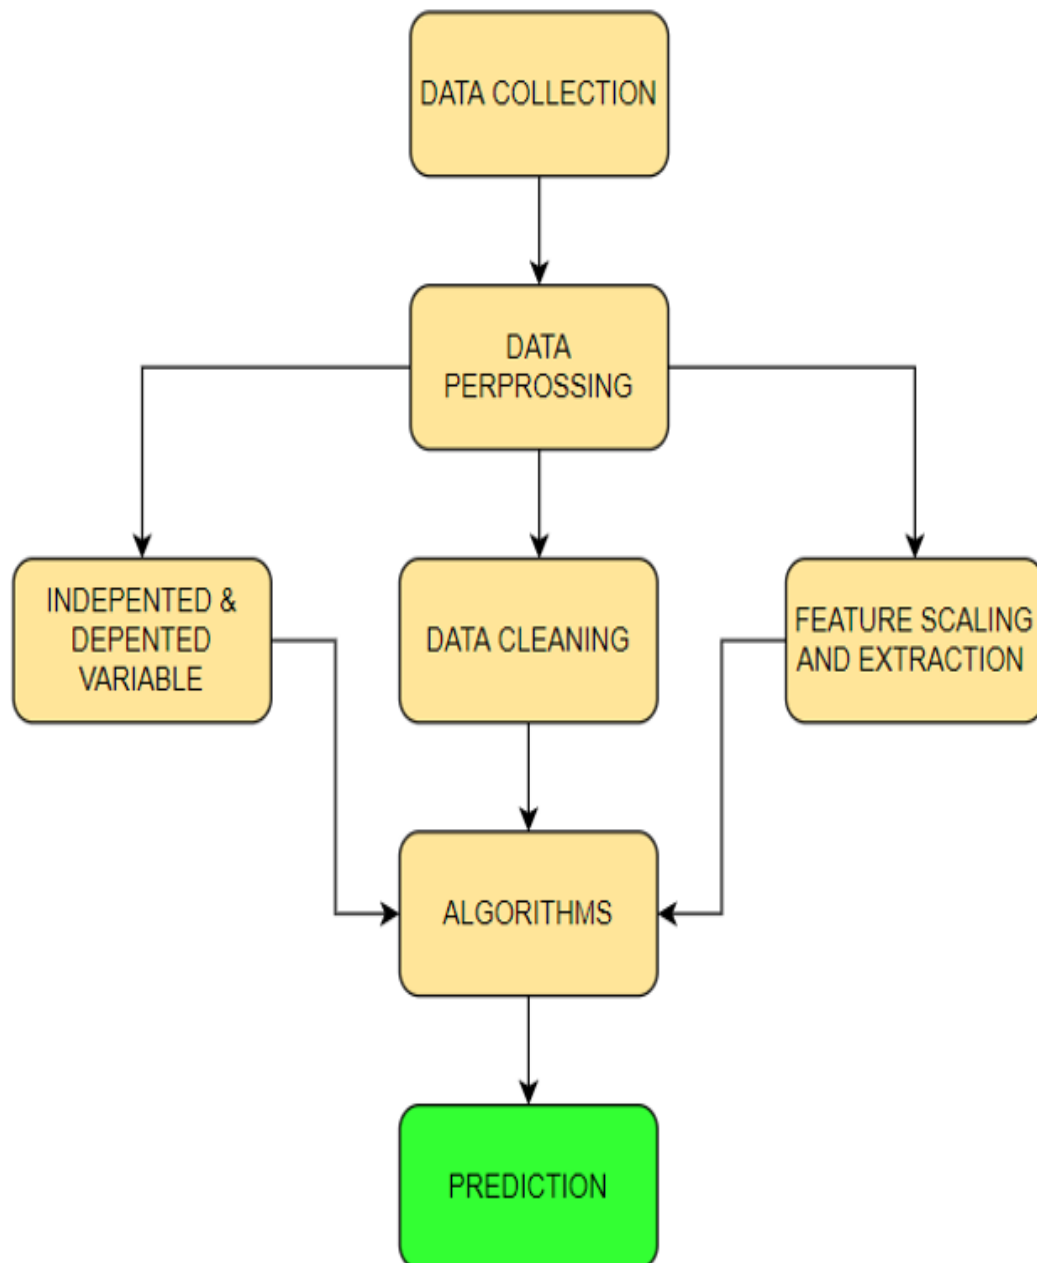 DATA COLLECTION
DATA
PERPROSSING
INDEPENTED &
DEPENTED
VARIABLE
DATA CLEANING
FEATURE SCALING
AND EXTRACTION
ALGORITHMS
PREDICTION